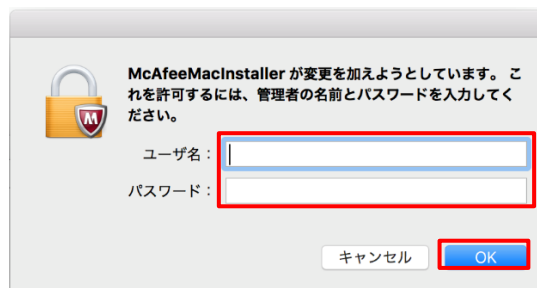 McAfeeMacInstaller が変更を加えようとしています。 こ
れを許可するには、管理者の名前とパスワードを入力してく
ださい。
ユーザ名：
パスワード：
キャンセル
OK